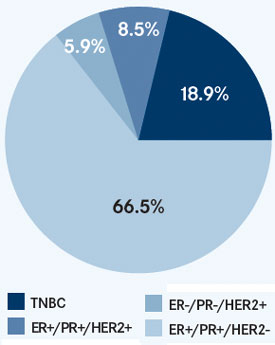 8.5%
5.9%
18.9%
66.5%
TNBC
ER-/PR-/HER2+
ER+/PR+/HER2+
ER+/PR+/HER2-